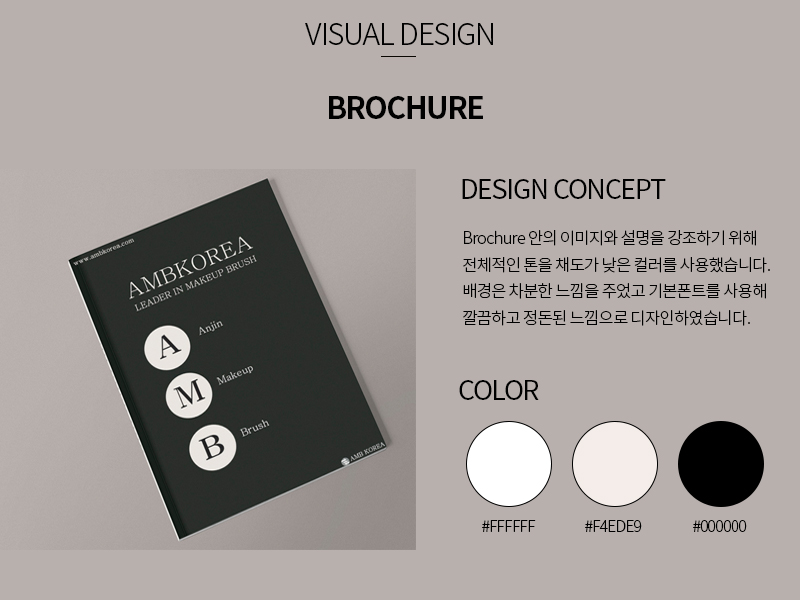 VISUAL DESIGN
BROCHURE
www.ambkorea.com
AMBKOREA
LEADER IN MAKEUP BRUSH
A
Anjin
M
Makeup
B
Brush
AMB KOREA
DESIGN CONCEPT
Brochure 안의 이미지와 설명을 강조하기 위해
전체적인 톤을 채도가 낮은 컬러를 사용했습니다.
배경은 차분한 느낌을 주었고 기본폰트를 사용해
깔끔하고 정돈된 느낌으로 디자인하였습니다.
COLOR
#FFFFFF
#F4EDE9
#000000